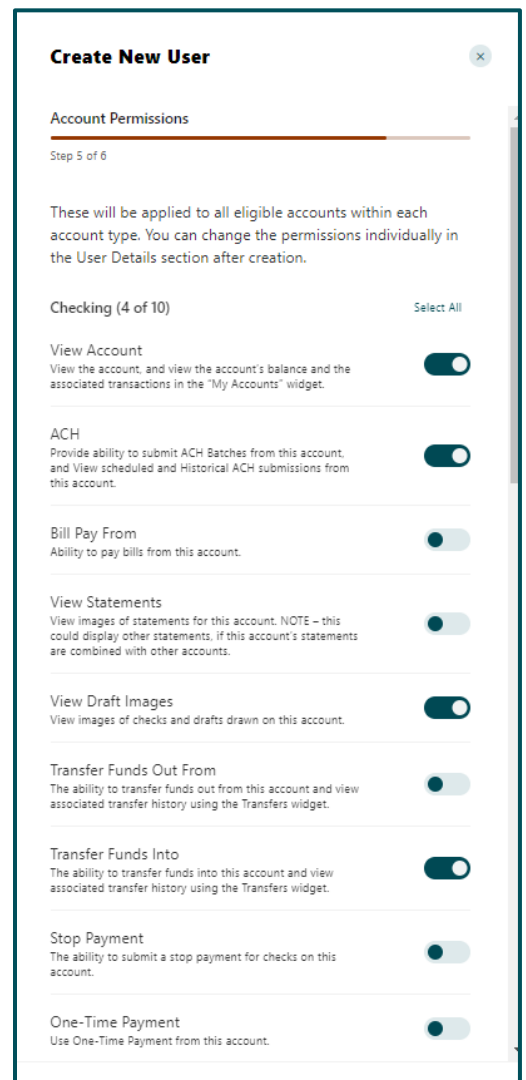 Create New User
×
Account Permissions
Step 5 of 6
These will be applied to all eligible accounts within each
account type. You can change the permissions individually in
the User Details section after creation.
Checking (4 of 10)
Select All
View Account
View the account, and view the account's balance and the
associated transactions in the "My Accounts" widget.
ACH
Provide ability to submit ACH Batches from this account,
and View scheduled and Historical ACH submissions from
this account.
Bill Pay From
Ability to pay bills from this account.
View Statements
View images of statements for this account. NOTE – this
could display other statements, if this account's statements
are combined with other accounts.
View Draft Images
View images of checks and drafts drawn on this account.
Transfer Funds Out From
The ability to transfer funds out from this account and view
associated transfer history using the Transfers widget.
Transfer Funds Into
The ability to transfer funds into this account and view
associated transfer history using the Transfers widget.
Stop Payment
The ability to submit a stop payment for checks on this
account.
One-Time Payment
Use One-Time Payment from this account.